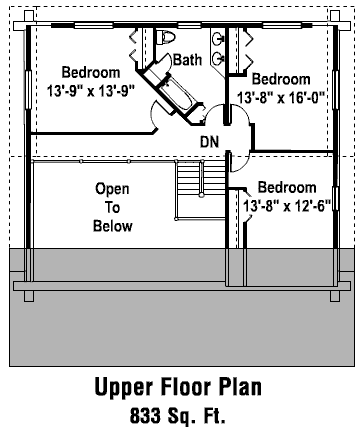 Bath
Bedroom
13'-9" x 13'-9"
Bedroom
13'-8" x 16'-0"
DN
Open
To
Below
Bedroom
13'-8" x 12'-6"
Upper Floor Plan
833 Sq. Ft.